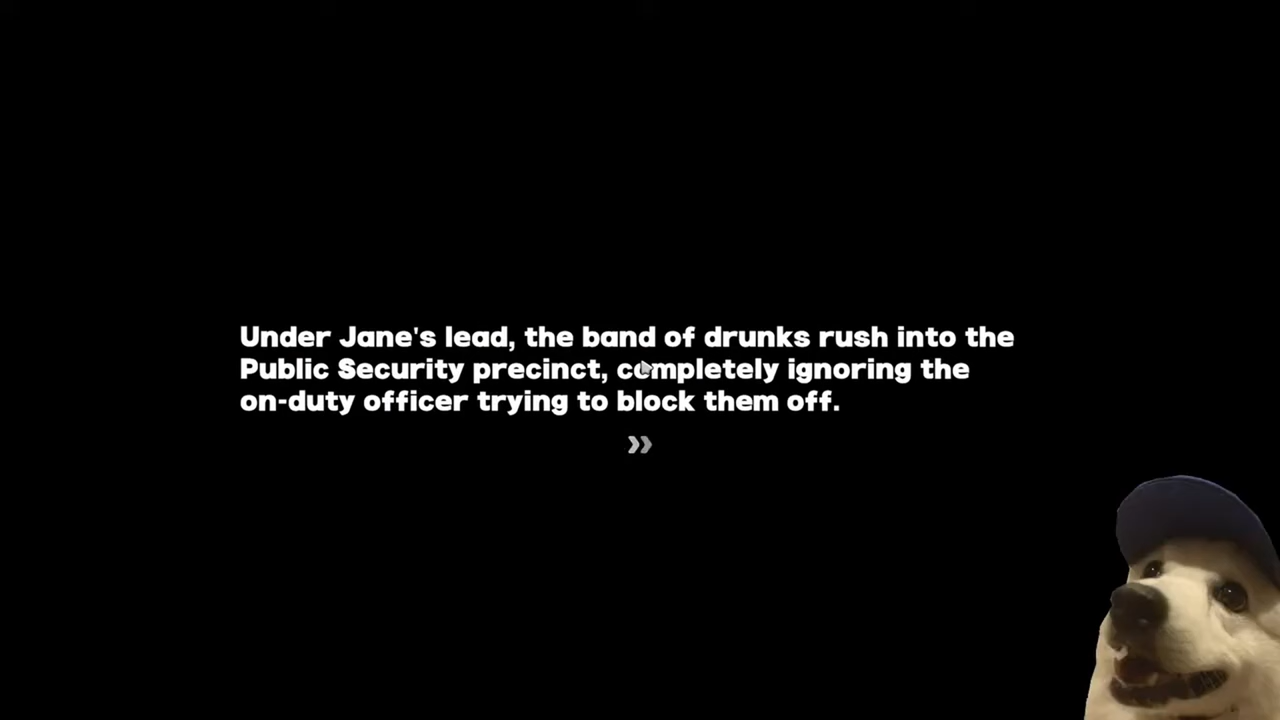 Under Jane's lead, the band of drunks rush into the
Public Security precinct, completely ignoring the
on-duty officer trying to block them off.